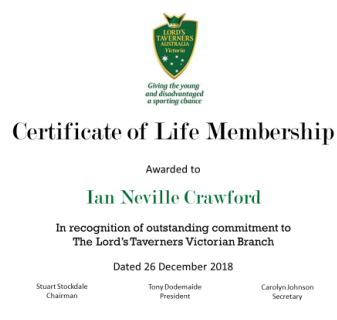 LORD'S
TAVERNERS
AUSTRALIA
Victoria
Giving the young
and disadvantaged
a sporting chance
Certificate of Life Membership
Awarded to
Ian Neville Crawford
In recognition of outstanding commitment to
The Lord's Taverners Victorian Branch
Dated 26 December 2018
Stuart Stockdale Tony Dodemaide Carolyn Johnson
Chairman President Secretary